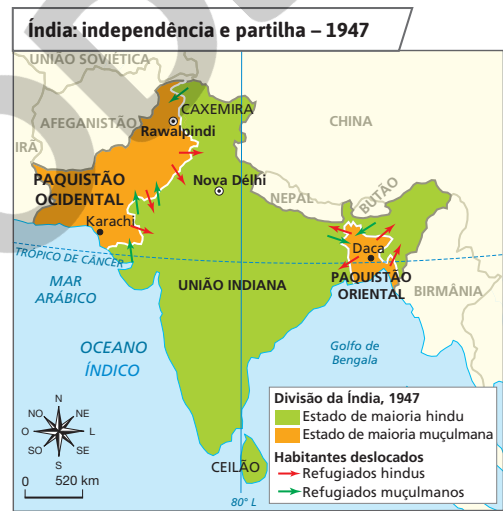 Índia: independência e partilha – 1947
UNIÃO SOVIÉTICA
CAXEMIRA
AFEGANISTÃO
Rawalpindi
CHINA
IRÃ
PAQUISTÃO
OCIDENTAL
Nova Délhi
NEPAL
BUTÃO
Karachi
Daca
TRÓPICO DE CÂNCER
PAQUISTÃO
ORIENTAL
MAR
ARÁBICO
UNIÃO INDIANA
BIRMÂNIA
OCEANO
ÍNDICO
Golfo de
Bengala
Divisão da Índia, 1947
Estado de maioria hindu
Estado de maioria muçulmana
Habitantes deslocados
Refugiados hindus
Refugiados muçulmanos
N
NO NE
O L
SO SE
S
CEILÃO
0 520 km
80° L